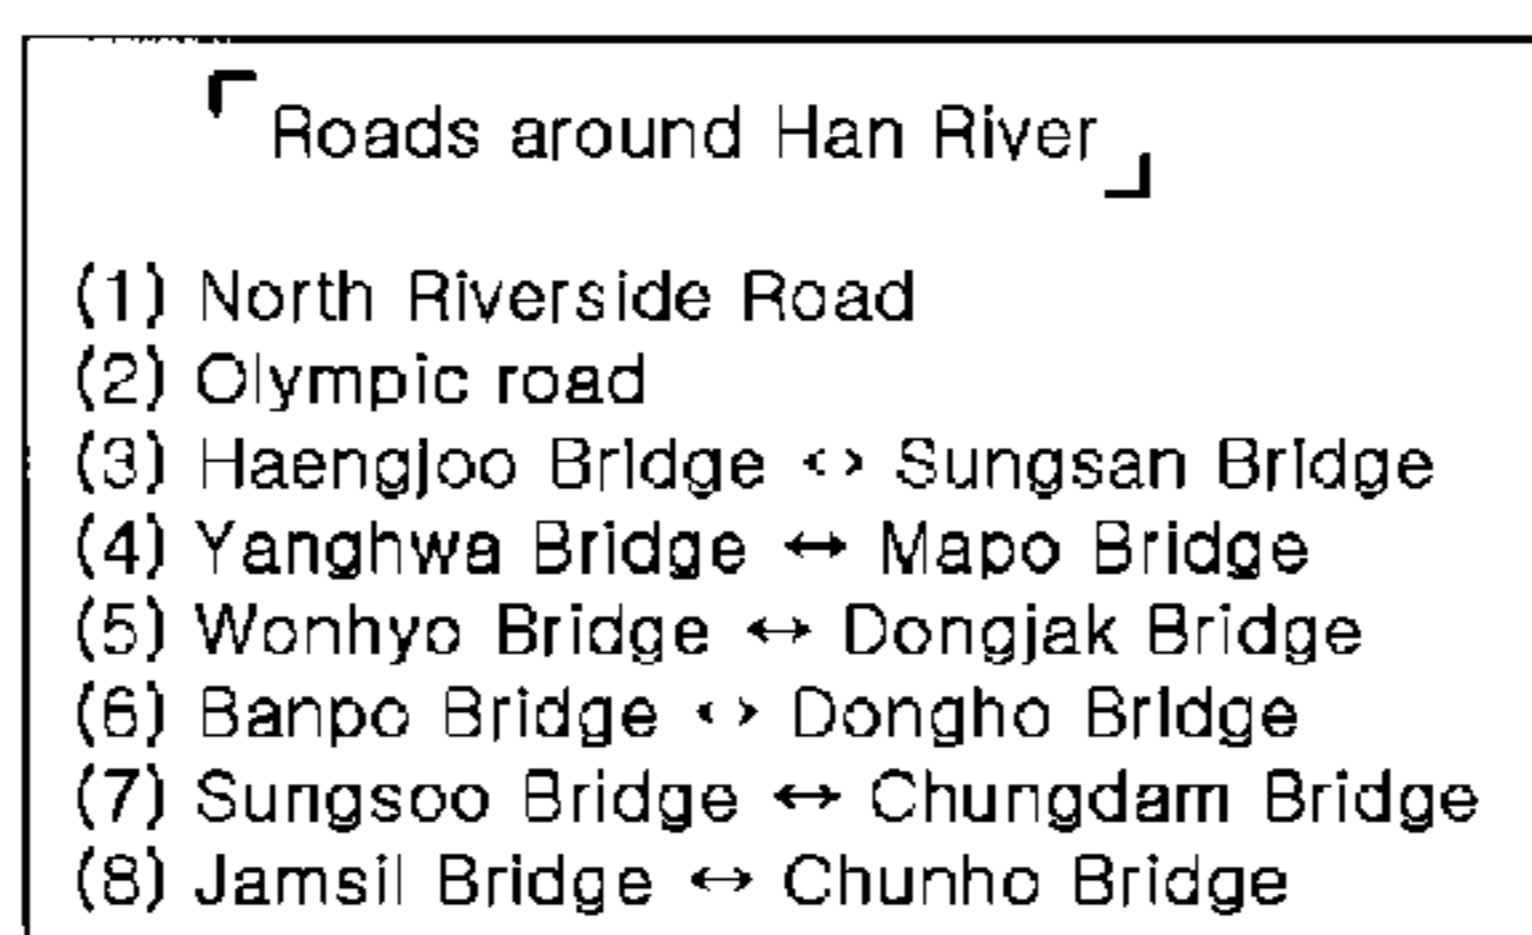 「Roads around Han River」
(1) North Riverside Road
(2) Olympic road
(3) Haengjoo Bridge ↔ Sungsan Bridge
(4) Yanghwa Bridge ↔ Mapo Bridge
(5) Wonhyo Bridge ↔ Dongjak Bridge
(6) Banpo Bridge ↔ Dongho Bridge
(7) Sungsoo Bridge ↔ Chungdam Bridge
(8) Jamsil Bridge ↔ Chunho Bridge